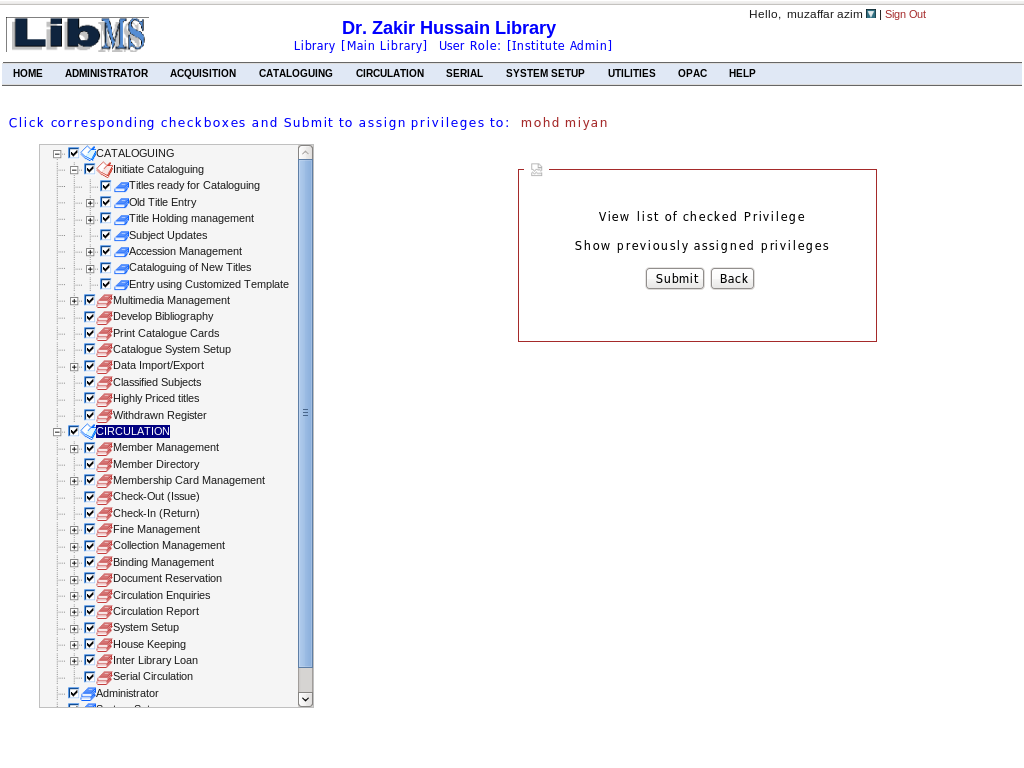 Hello, muzaffar azim | Sign Out
LibMS
Dr. Zakir Hussain Library
Library [Main Library] User Role: [Institute Admin]
HOME ADMINISTRATOR ACQUISITION CATALOGUING CIRCULATION SERIAL SYSTEM SETUP UTILITIES OPAC HELP
Click corresponding checkboxes and Submit to assign privileges to: mohd miyan
CATALOGUING
Initiate Cataloguing
Titles ready for Cataloguing
Old Title Entry
Title Holding management
Subject Updates
Accession Management
Cataloguing of New Titles
Entry using Customized Template
Multimedia Management
Develop Bibliography
Print Catalogue Cards
Catalogue System Setup
Data Import/Export
Classified Subjects
Highly Priced titles
Withdrawn Register
CIRCULATION
Member Management
Member Directory
Membership Card Management
Check-Out (Issue)
Check-In (Return)
Fine Management
Collection Management
Binding Management
Document Reservation
Circulation Enquiries
Circulation Report
System Setup
House Keeping
Inter Library Loan
Serial Circulation
Administrator
View list of checked Privilege
Show previously assigned privileges
Submit Back